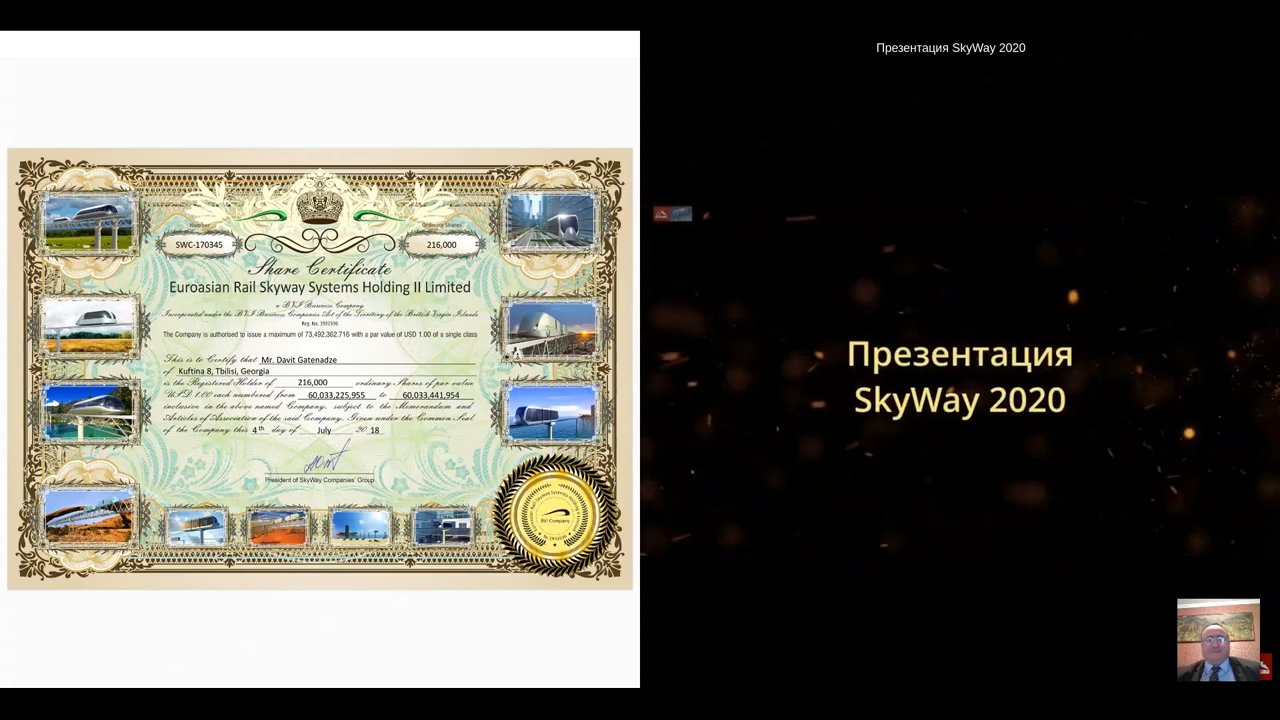 Number
Ordinary Shares
SWC-170345
216,000
Share Certificate
Euroasian Rail Skyway Systems Holding II Limited
a BVI Business Company
Incorporated under the BVI Business Companies Act of the Territory of the British Virgin Islands
Reg. No. 1931506
The Company is authorised to issue a maximum of 73,492,362,716 with a par value of USD 1.00 of a single class
This is to Certify that Mr. Davit Gatenadze
of Kuftina 8, Tbilisi, Georgia
is the Registered Holder of 216,000 ordinary Shares of par value
USD 1.00 each numbered from 60,033,225,955 to 60,033,441,954
inclusive in the above named Company, subject to the Memorandum and
Articles of Association of the said Company. Given under the Common Seal
of the Company this 4th day of July 2018
President of SkyWay Companies' Group
BVI Company
Презентация SkyWay 2020
Презентация
SkyWay 2020